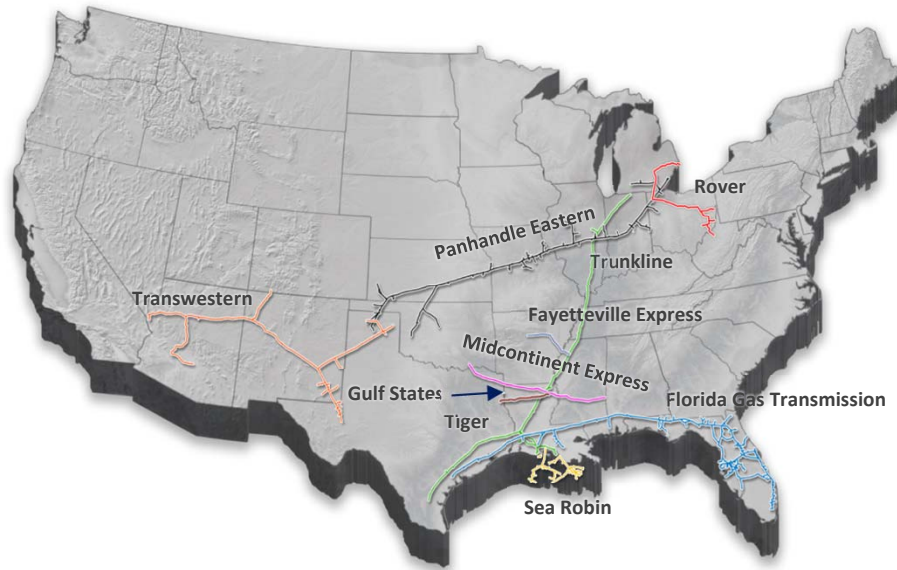 Rover
Panhandle Eastern
Trunkline
Transwestern
Fayetteville Express
Midcontinent Express
Gulf States
Florida Gas Transmission
Tiger
Sea Robin